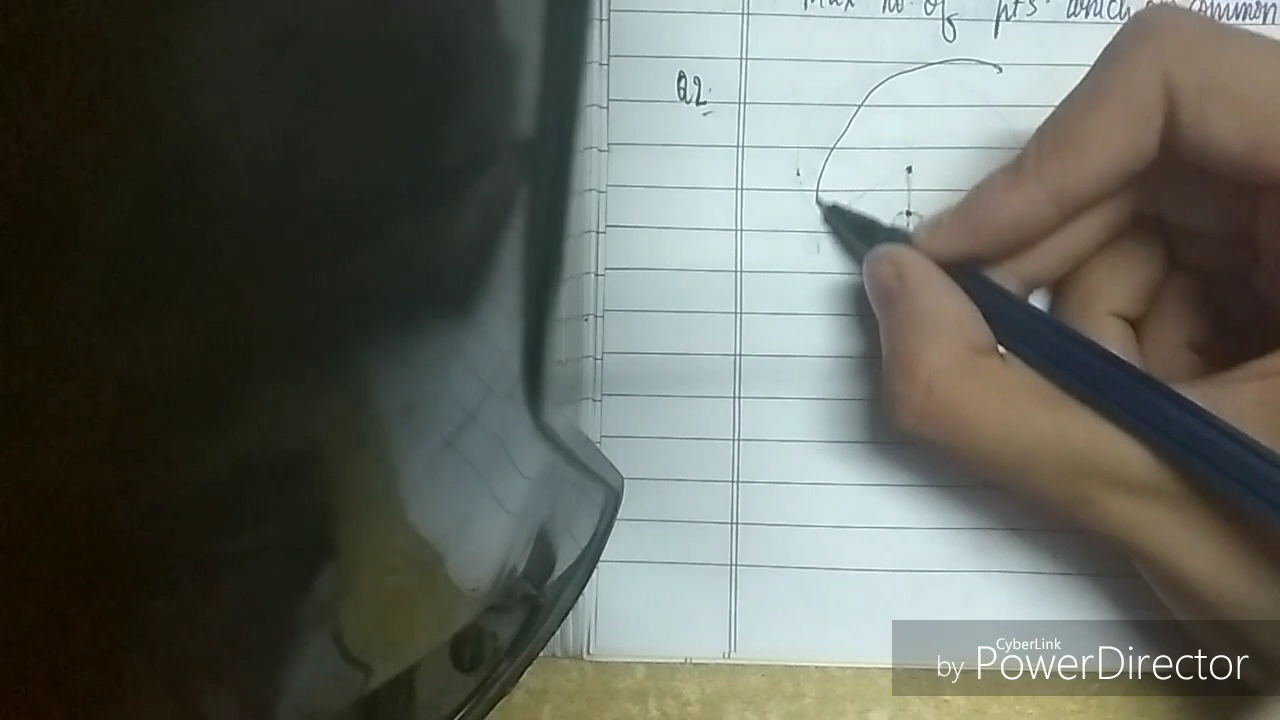 Max no. of pts which are common
Q2.
CyberLink
by PowerDirector